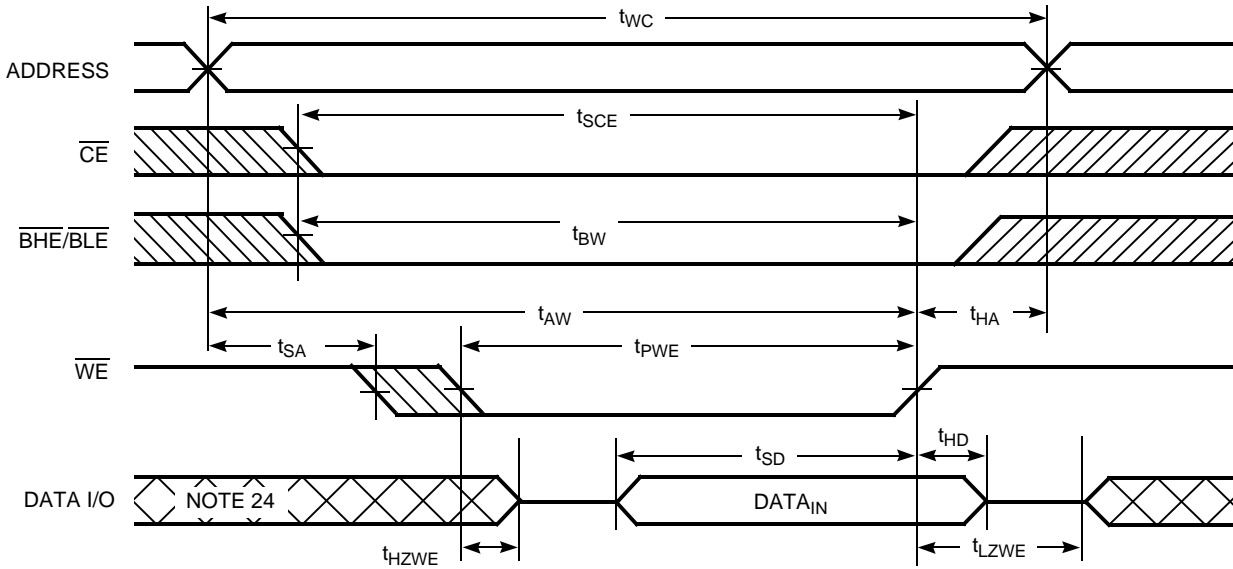 tWC
ADDRESS
tSCE
CE
BHE/BLE
tBW
tAW
tHA
tSA
tPWE
WE
tSD
tHD
DATA I/O
NOTE 24
DATAIN
tHZWE
tLZWE